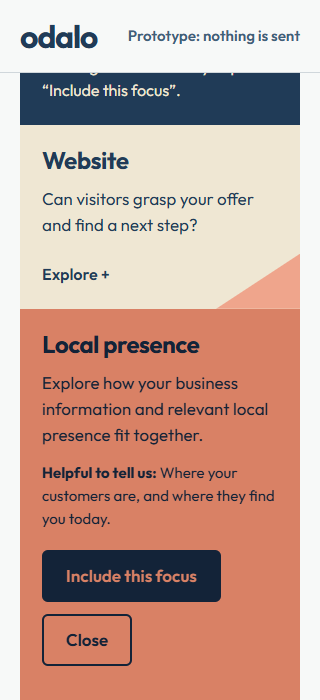 odalo
Prototype: nothing is sent
“Include this focus”.
Website
Can visitors grasp your offer
and find a next step?
Explore +
Local presence
Explore how your business
information and relevant local
presence fit together.
Helpful to tell us: Where your
customers are, and where they find
you today.
Include this focus
Close